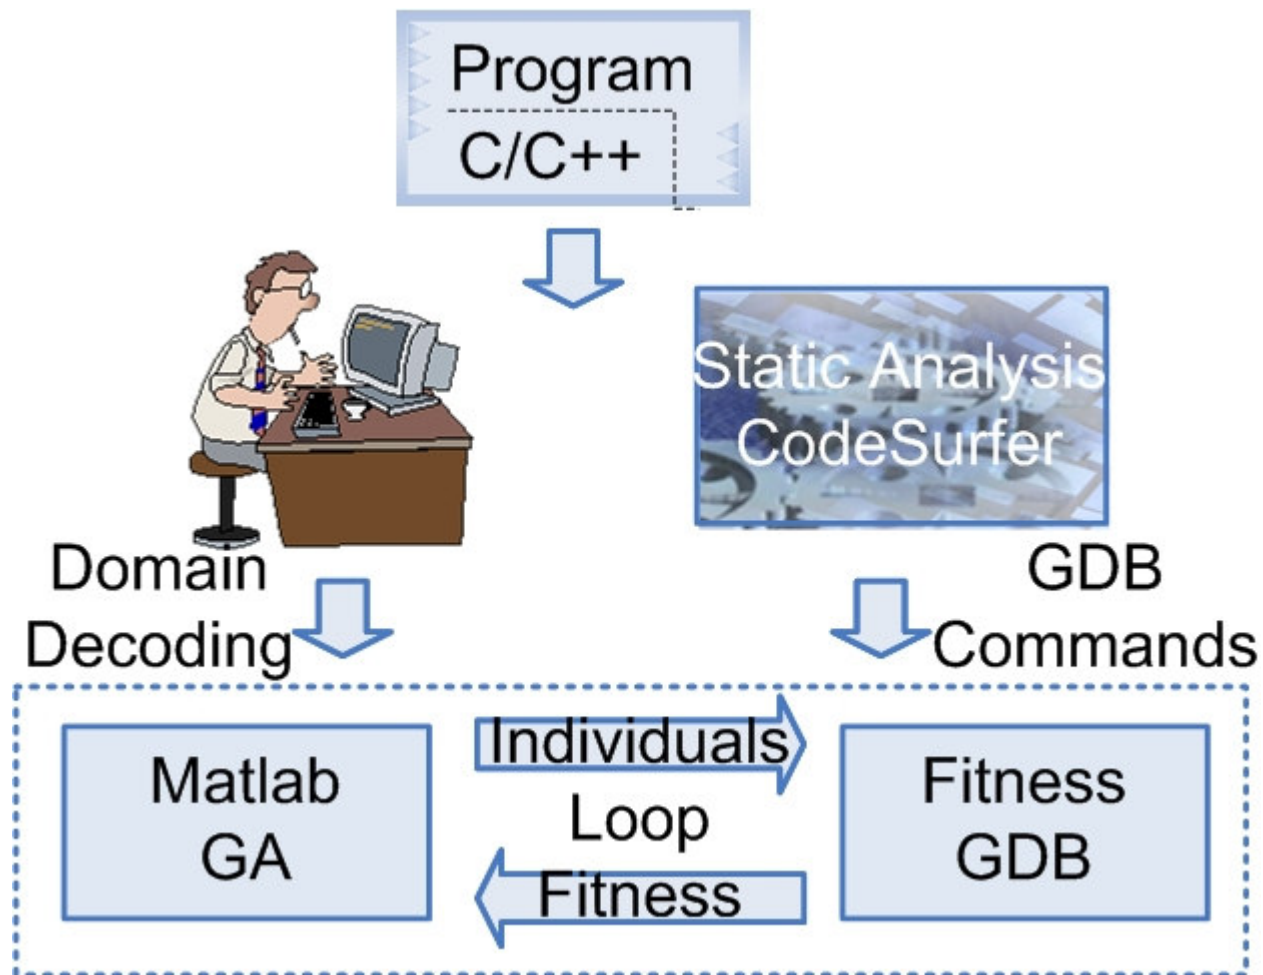 Program
C/C++
Static Analysis
CodeSurfer
Domain
Decoding
GDB
Commands
Individuals
Loop
Fitness
Matlab
GA
Fitness
GDB